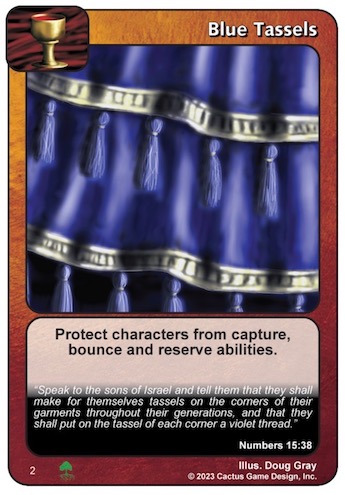 Blue Tassels
Protect characters from capture,
bounce and reserve abilities.
"Speak to the sons of Israel and tell them that they shall
make for themselves tassels on the corners of their
garments throughout their generations, and that they
shall put on the tassel of each corner a violet thread."
Numbers 15:38
Illus. Doug Gray
2
© 2023 Cactus Game Design, Inc.